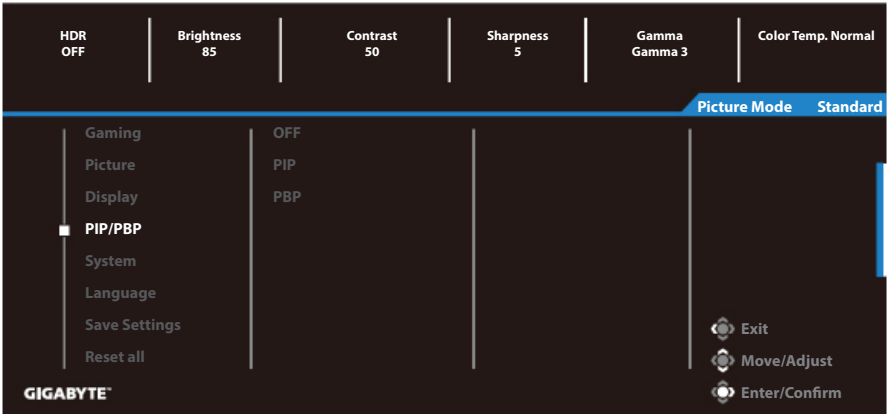 HDR
OFF
Brightness
85
Contrast
50
Sharpness
5
Gamma
Gamma 3
Color Temp. Normal
Picture Mode Standard
Gaming
Picture
Display
PIP/PBP
System
Language
Save Settings
Reset all
OFF
PIP
PBP
Exit
Move/Adjust
Enter/Confirm
GIGABYTE™